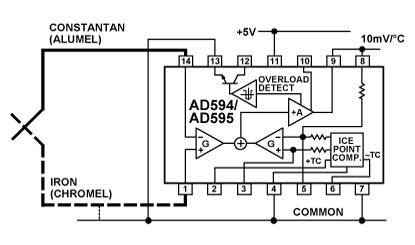 CONSTANTAN
(ALUMEL)
+5V
10mV/°C
14 13 12 11 10 9 8
OVERLOAD
DETECT
AD594/
AD595
+A
– G +
– G +
ICE
POINT
COMP.
+TC
–TC
IRON
(CHROMEL)
1 2 3 4 5 6 7
COMMON